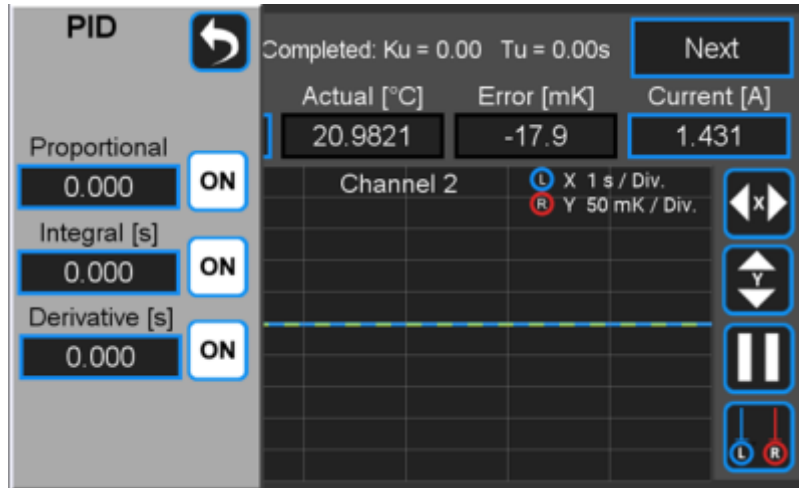 PID
Completed: Ku = 0.00 Tu = 0.00s
Next
Actual [°C]
Error [mK]
Current [A]
20.9821
-17.9
1.431
Proportional
0.000
ON
Integral [s]
0.000
ON
Derivative [s]
0.000
ON
Channel 2
L X 1 s / Div.
R Y 50 mK / Div.
X
Y
L R